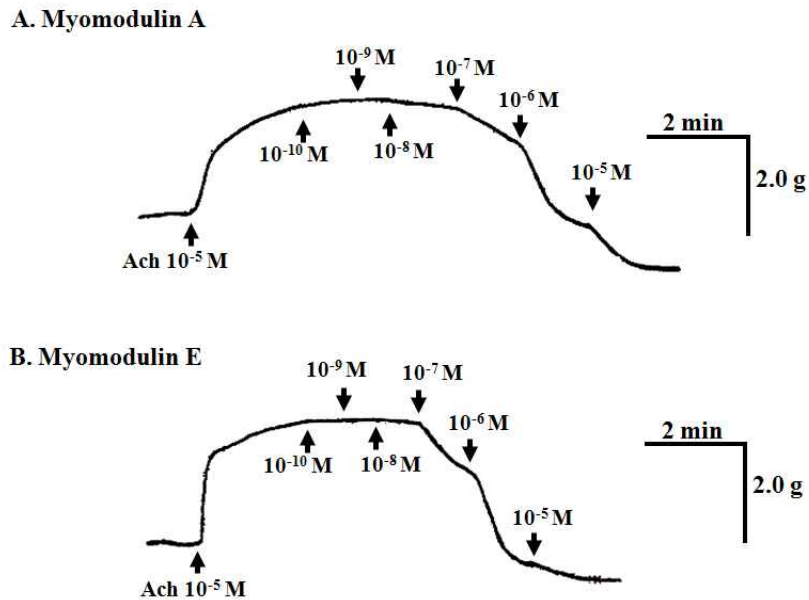 A. Myomodulin A
10⁻⁹ M
10⁻⁷ M
10⁻⁶ M
2 min
10⁻¹⁰ M
10⁻⁸ M
10⁻⁵ M
2.0 g
Ach 10⁻⁵ M
B. Myomodulin E
10⁻⁹ M
10⁻⁷ M
10⁻⁶ M
2 min
10⁻¹⁰ M
10⁻⁸ M
2.0 g
10⁻⁵ M
Ach 10⁻⁵ M